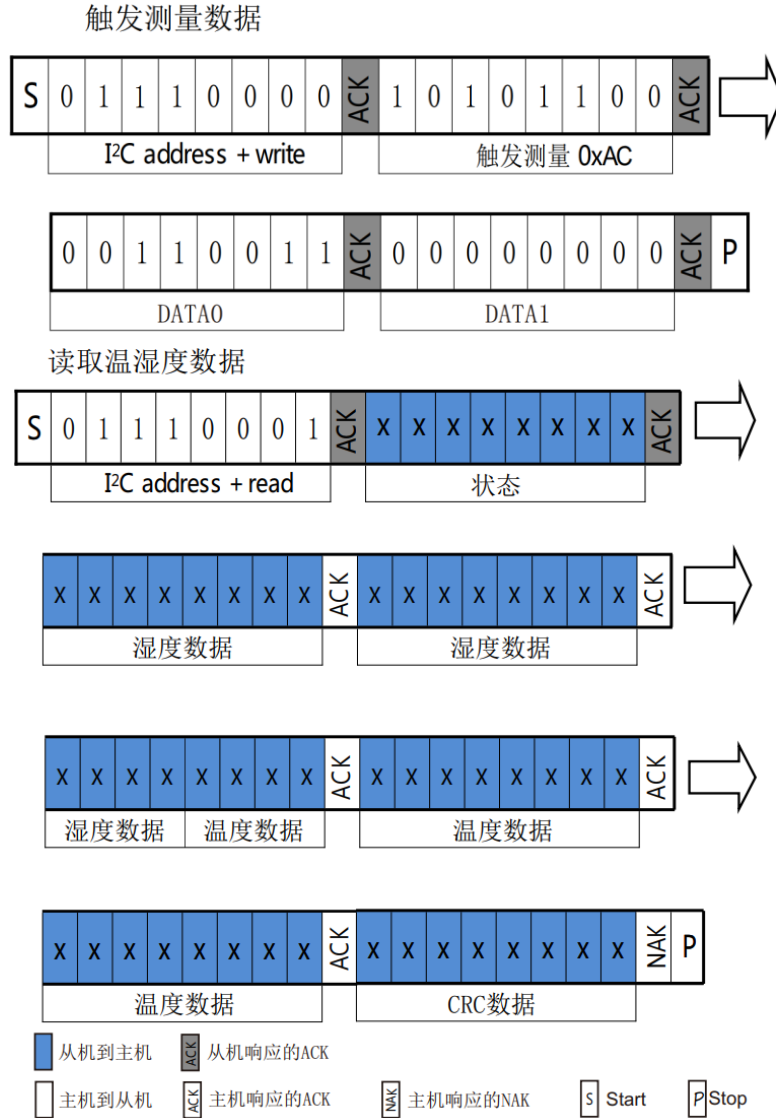 触发测量数据
S 0 1 1 1 0 0 0 0 ACK 1 0 1 0 1 1 0 0 ACK
I²C address + write 触发测量 0xAC
0 0 1 1 0 0 1 1 ACK 0 0 0 0 0 0 0 0 ACK P
DATA0 DATA1
读取温湿度数据
S 0 1 1 1 0 0 0 1 ACK X X X X X X X X ACK
I²C address + read 状态
X X X X X X X X ACK X X X X X X X X ACK
湿度数据 湿度数据
X X X X X X X X ACK X X X X X X X X ACK
湿度数据 温度数据 温度数据
X X X X X X X X ACK X X X X X X X X NAK P
温度数据 CRC数据
从机到主机 ACK 从机响应的ACK
主机到从机 ACK 主机响应的ACK NAK 主机响应的NAK S Start P Stop